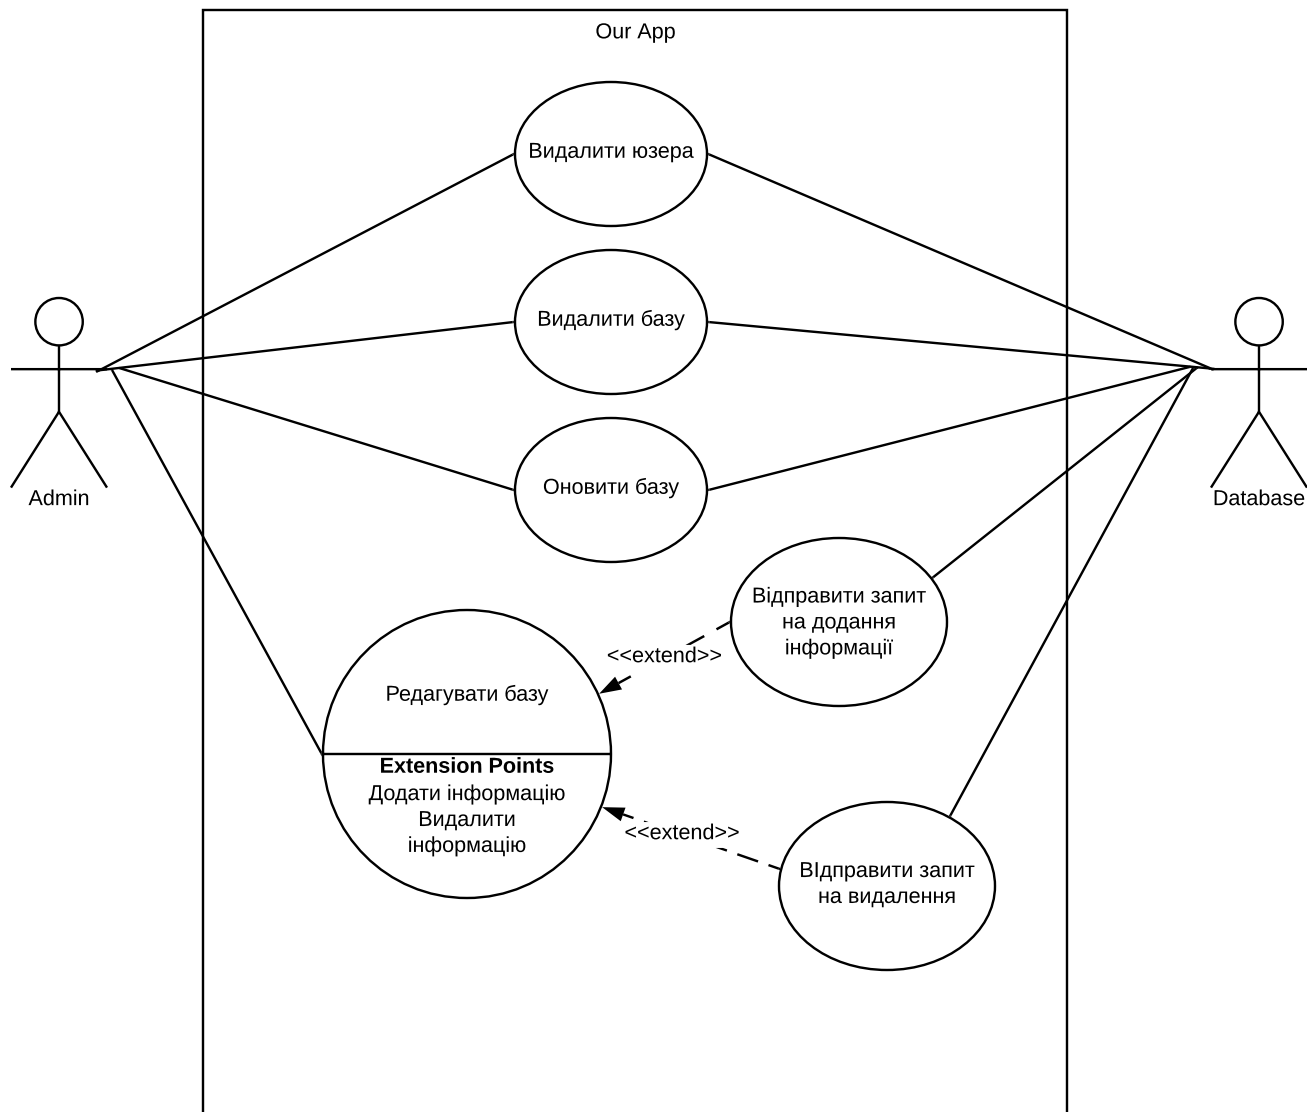 Our App
Видалити юзера
Видалити базу
Admin
Database
Оновити базу
Відправити запит
на додання
інформації
<<extend>>
Редагувати базу
Extension Points
Додати інформацію
Видалити
інформацію
<<extend>>
ВІдправити запит
на видалення